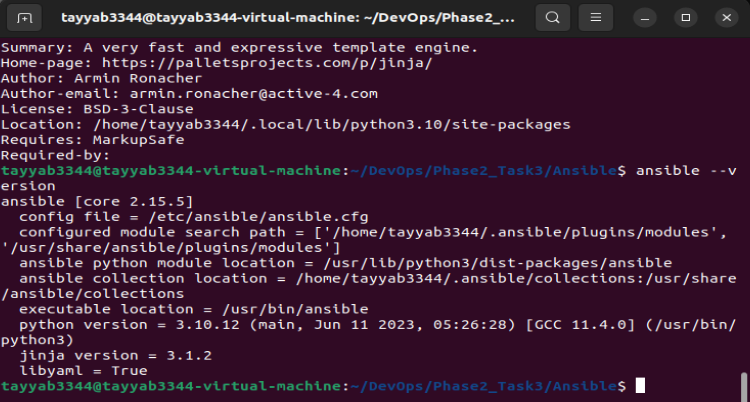 tayyab3344@tayyab3344-virtual-machine: ~/DevOps/Phase2_...
Summary: A very fast and expressive template engine.
Home-page: https://palletsprojects.com/p/jinja/
Author: Armin Ronacher
Author-email: armin.ronacher@active-4.com
License: BSD-3-Clause
Location: /home/tayyab3344/.local/lib/python3.10/site-packages
Requires: MarkupSafe
Required-by:
tayyab3344@tayyab3344-virtual-machine:~/DevOps/Phase2_Task3/Ansible$ ansible --v
ersion
ansible [core 2.15.5]
  config file = /etc/ansible/ansible.cfg
  configured module search path = ['/home/tayyab3344/.ansible/plugins/modules',
'/usr/share/ansible/plugins/modules']
  ansible python module location = /usr/lib/python3/dist-packages/ansible
  ansible collection location = /home/tayyab3344/.ansible/collections:/usr/share
/ansible/collections
  executable location = /usr/bin/ansible
  python version = 3.10.12 (main, Jun 11 2023, 05:26:28) [GCC 11.4.0] (/usr/bin/
python3)
  jinja version = 3.1.2
  libyaml = True
tayyab3344@tayyab3344-virtual-machine:~/DevOps/Phase2_Task3/Ansible$